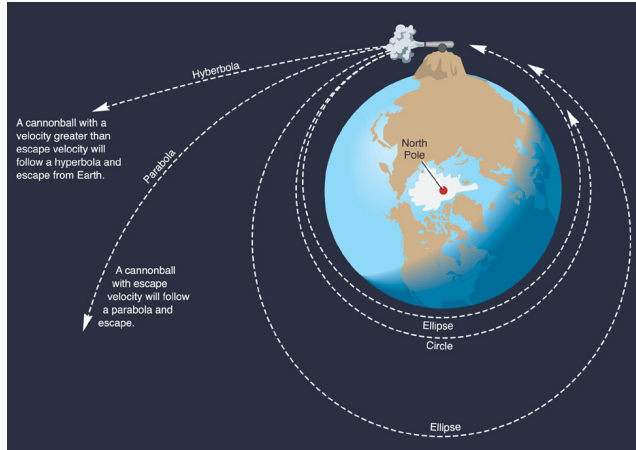 Hyberbola
A cannonball with a
velocity greater than
escape velocity will
follow a hyperbola and
escape from Earth.
Parabola
North
Pole
A cannonball
with escape
velocity will follow
a parabola and
escape.
Ellipse
Circle
Ellipse